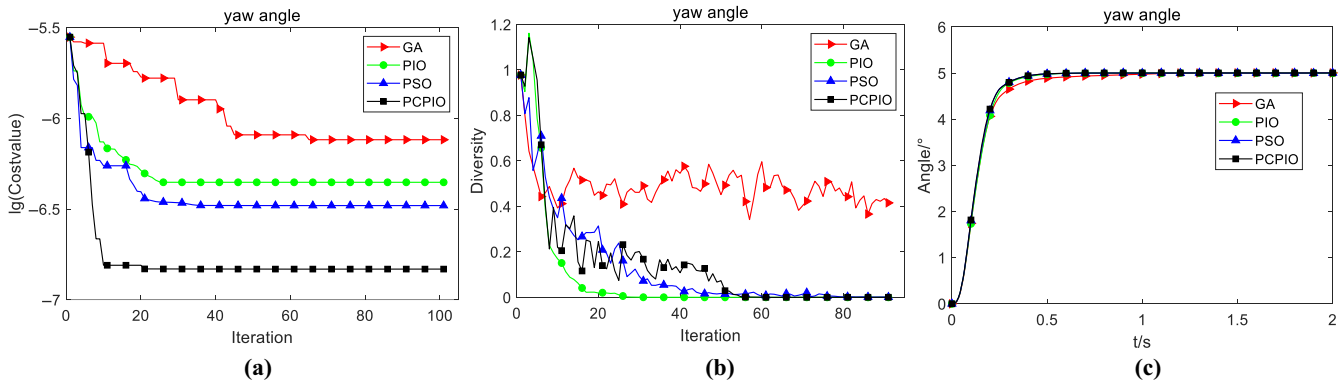 yaw angle
−5.5
−6
−6.5
−7
lg(Costvalue)
0
20
40
60
80
100
Iteration
GA
PIO
PSO
PCPIO
(a)
yaw angle
1.2
1
0.8
0.6
0.4
0.2
0
Diversity
0
20
40
60
80
Iteration
GA
PIO
PSO
PCPIO
(b)
yaw angle
6
5
4
3
2
1
0
Angle/°
0
0.5
1
1.5
2
t/s
GA
PIO
PSO
PCPIO
(c)